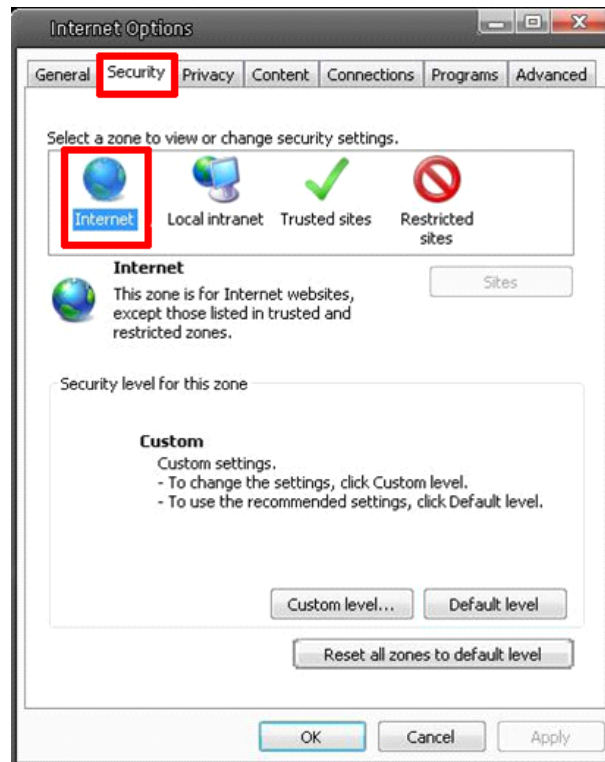 Internet Options
General Security Privacy Content Connections Programs Advanced
Select a zone to view or change security settings.
Internet Local intranet Trusted sites Restricted
sites
Internet
Sites
This zone is for Internet websites,
except those listed in trusted and
restricted zones.
Security level for this zone
Custom
Custom settings.
- To change the settings, click Custom level.
- To use the recommended settings, click Default level.
Custom level... Default level
Reset all zones to default level
OK Cancel Apply